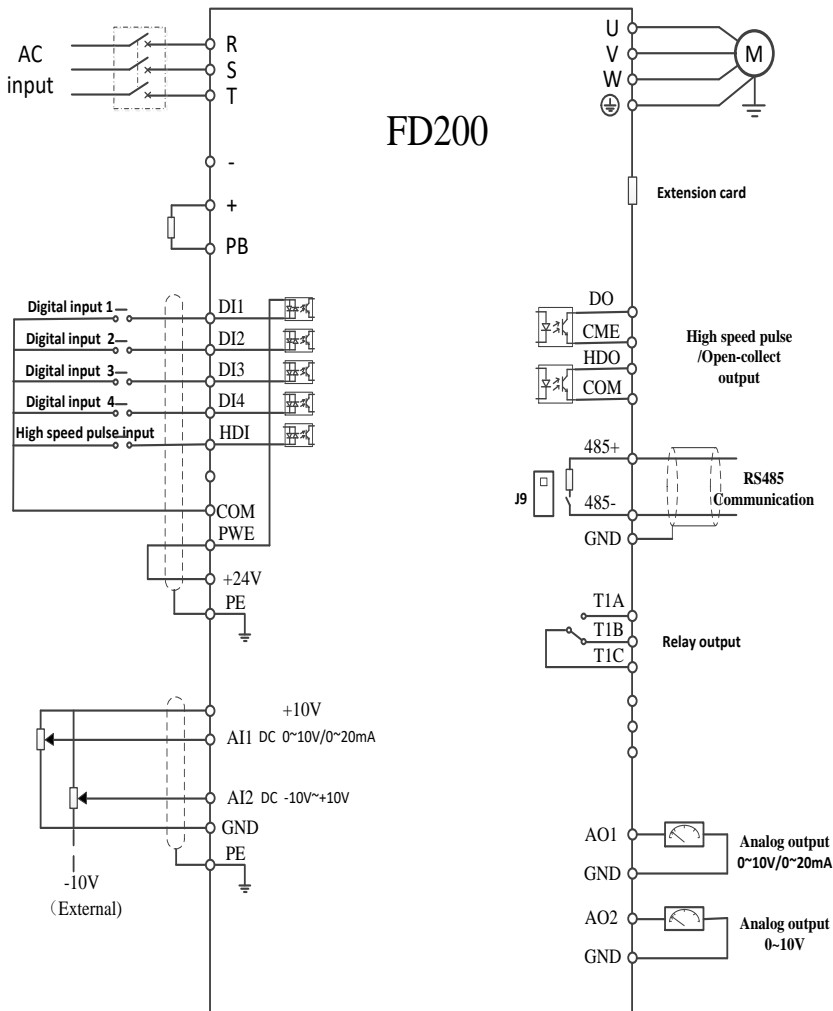 AC
input
R
S
T
-
+
PB
Digital input 1
DI1
Digital input 2
DI2
Digital input 3
DI3
Digital input 4
DI4
High speed pulse input
HDI
COM
PWE
+24V
PE
+10V
AI1 DC 0~10V/0~20mA
AI2 DC -10V~+10V
GND
PE
-10V
(External)
FD200
U
V
W
M
Extension card
DO
CME
HDO
COM
High speed pulse
/Open-collect
output
485+
J9
485-
GND
RS485
Communication
T1A
T1B
T1C
Relay output
AO1
GND
Analog output
0~10V/0~20mA
AO2
GND
Analog output
0~10V